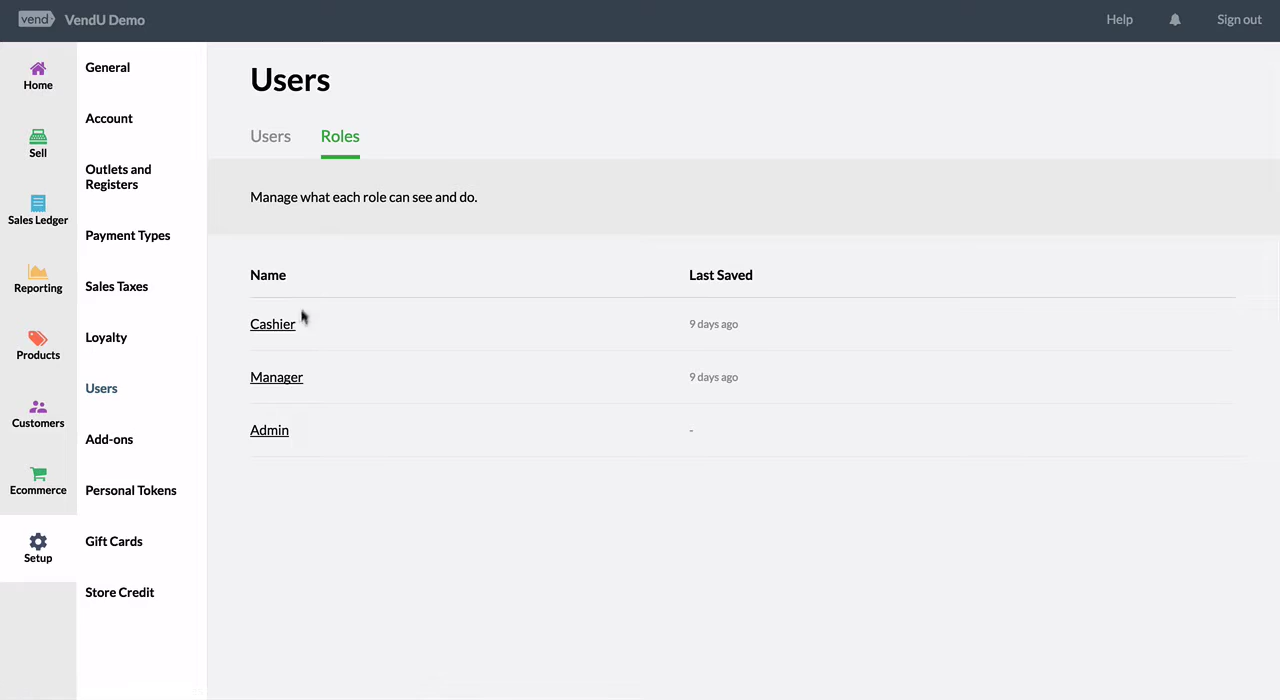 vend VendU Demo
Help
Sign out
Home
Sell
Sales Ledger
Reporting
Products
Customers
Ecommerce
Setup
General
Account
Outlets and
Registers
Payment Types
Sales Taxes
Loyalty
Users
Add-ons
Personal Tokens
Gift Cards
Store Credit
Users
Users Roles
Manage what each role can see and do.
Name Last Saved
Cashier 9 days ago
Manager 9 days ago
Admin -